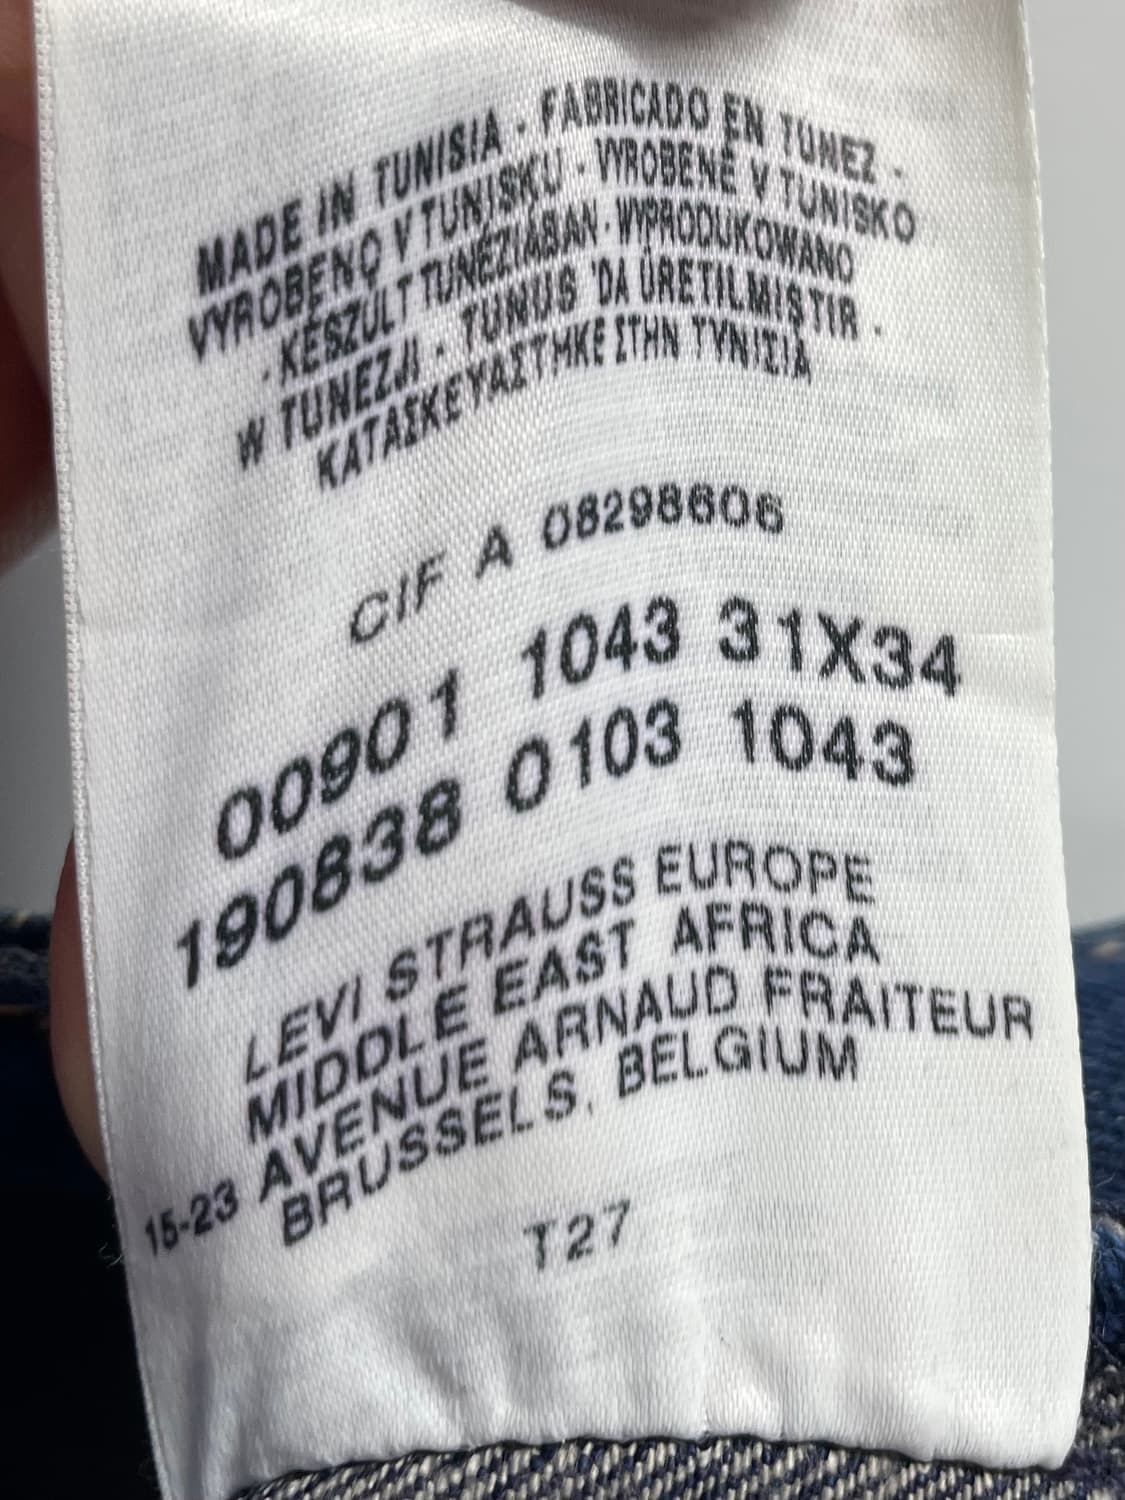 MADE IN TUNISIA - FABRICADO EN TUNEZ -
VYROBENO V TUNISKU - VYROBENÉ V TUNISKO
- KÉSZÜLT TUNÉZIÁBAN - WYPRODUKOWANO
W TUNEZJI - TUNUS 'DA ÜRETILMIŞTIR -
ΚΑΤΑΣΚΕΥΑΣΤΗΚΕ ΣΤΗΝ ΤΥΝΙΣΙΑ
CIF A 08298606
00901 1043 31X34
190838 0103 1043
LEVI STRAUSS EUROPE
MIDDLE EAST AFRICA
15-23 AVENUE ARNAUD FRAITEUR
BRUSSELS, BELGIUM
T27